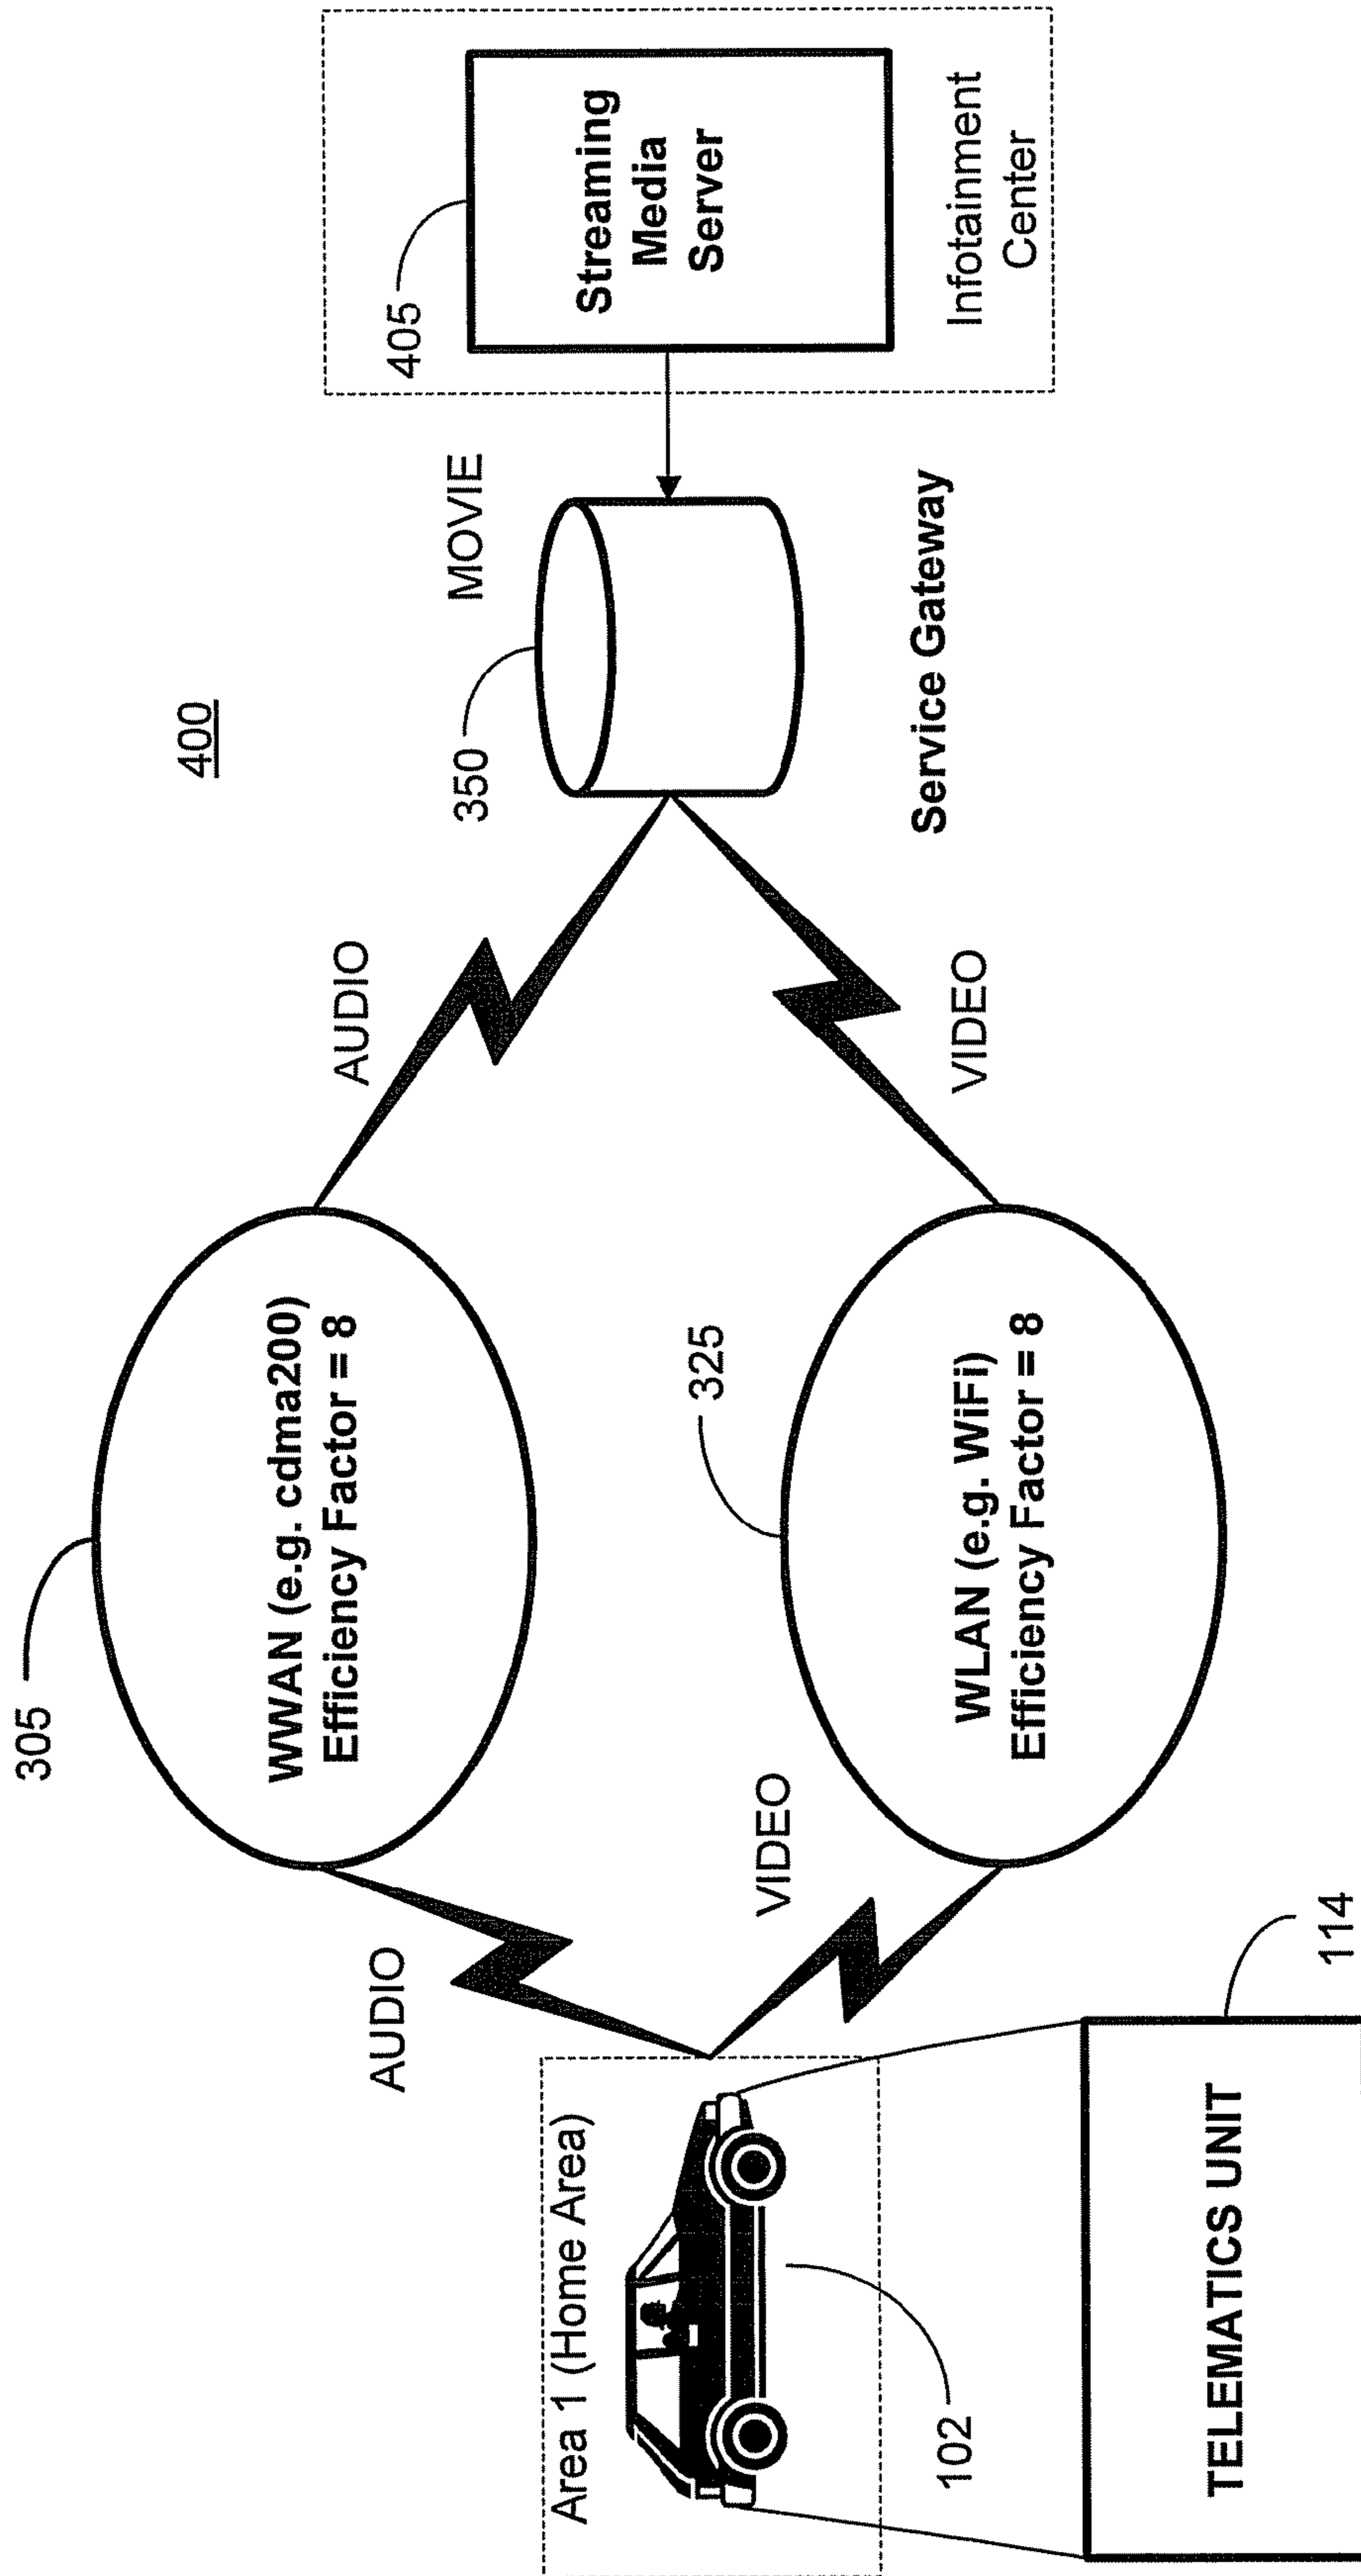 400
305
WWAN (e.g. cdma200)
Efficiency Factor = 8
AUDIO
AUDIO
350
MOVIE
405
Streaming
Media
Server
Infotainment
Center
Service Gateway
Area 1 (Home Area)
102
VIDEO
325
WLAN (e.g. WiFi)
Efficiency Factor = 8
VIDEO
TELEMATICS UNIT
114